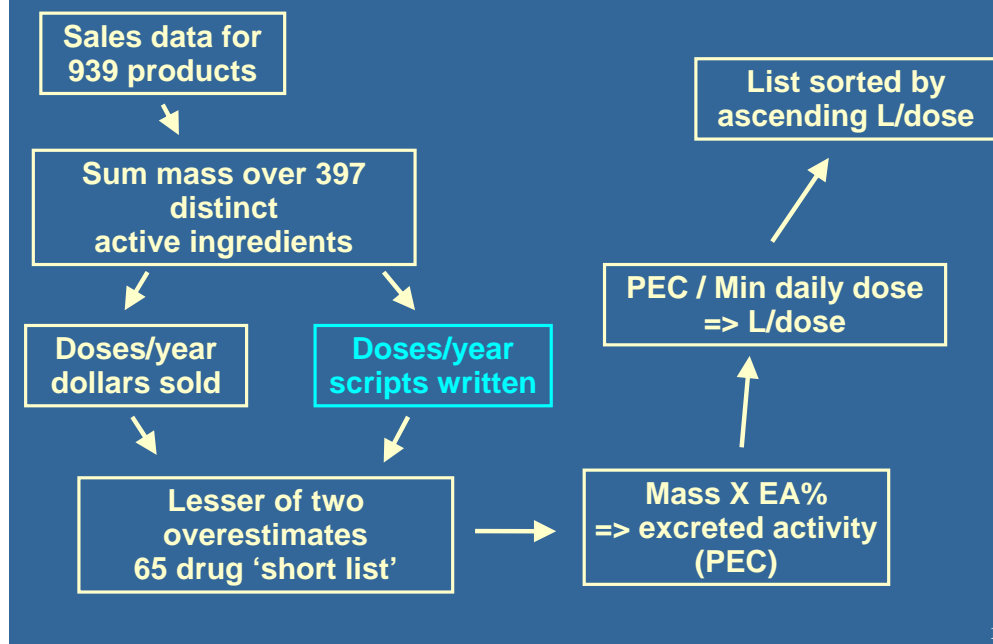 Sales data for
939 products
Sum mass over 397
distinct
active ingredients
Doses/year
dollars sold
Doses/year
scripts written
Lesser of two
overestimates
65 drug ‘short list’
Mass X EA%
=> excreted activity
(PEC)
PEC / Min daily dose
=> L/dose
List sorted by
ascending L/dose